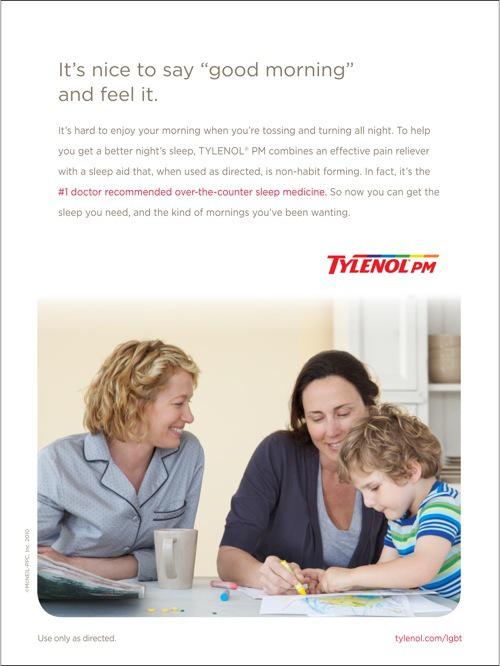 It's nice to say “good morning”
and feel it.
It's hard to enjoy your morning when you're tossing and turning all night. To help
you get a better night's sleep, TYLENOL® PM combines an effective pain reliever
with a sleep aid that, when used as directed, is non-habit forming. In fact, it's the
#1 doctor recommended over-the-counter sleep medicine. So now you can get the
sleep you need, and the kind of mornings you've been wanting.
TYLENOL® PM
©McNEIL-PPC, Inc. 2010
Use only as directed.
tylenol.com/lgbt